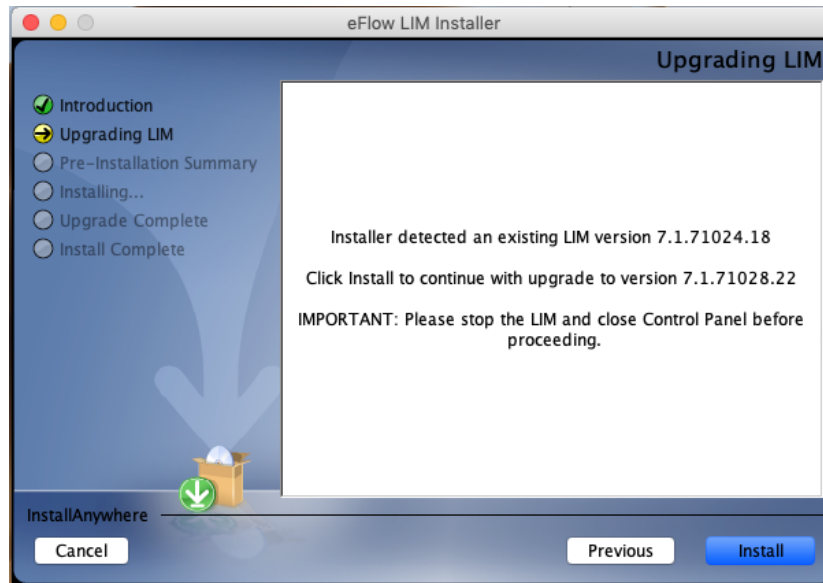 eFlow LIM Installer
Upgrading LIM
Introduction
Upgrading LIM
Pre-Installation Summary
Installing...
Upgrade Complete
Install Complete
Installer detected an existing LIM version 7.1.71024.18
Click Install to continue with upgrade to version 7.1.71028.22
IMPORTANT: Please stop the LIM and close Control Panel before
proceeding.
InstallAnywhere
Cancel
Previous
Install